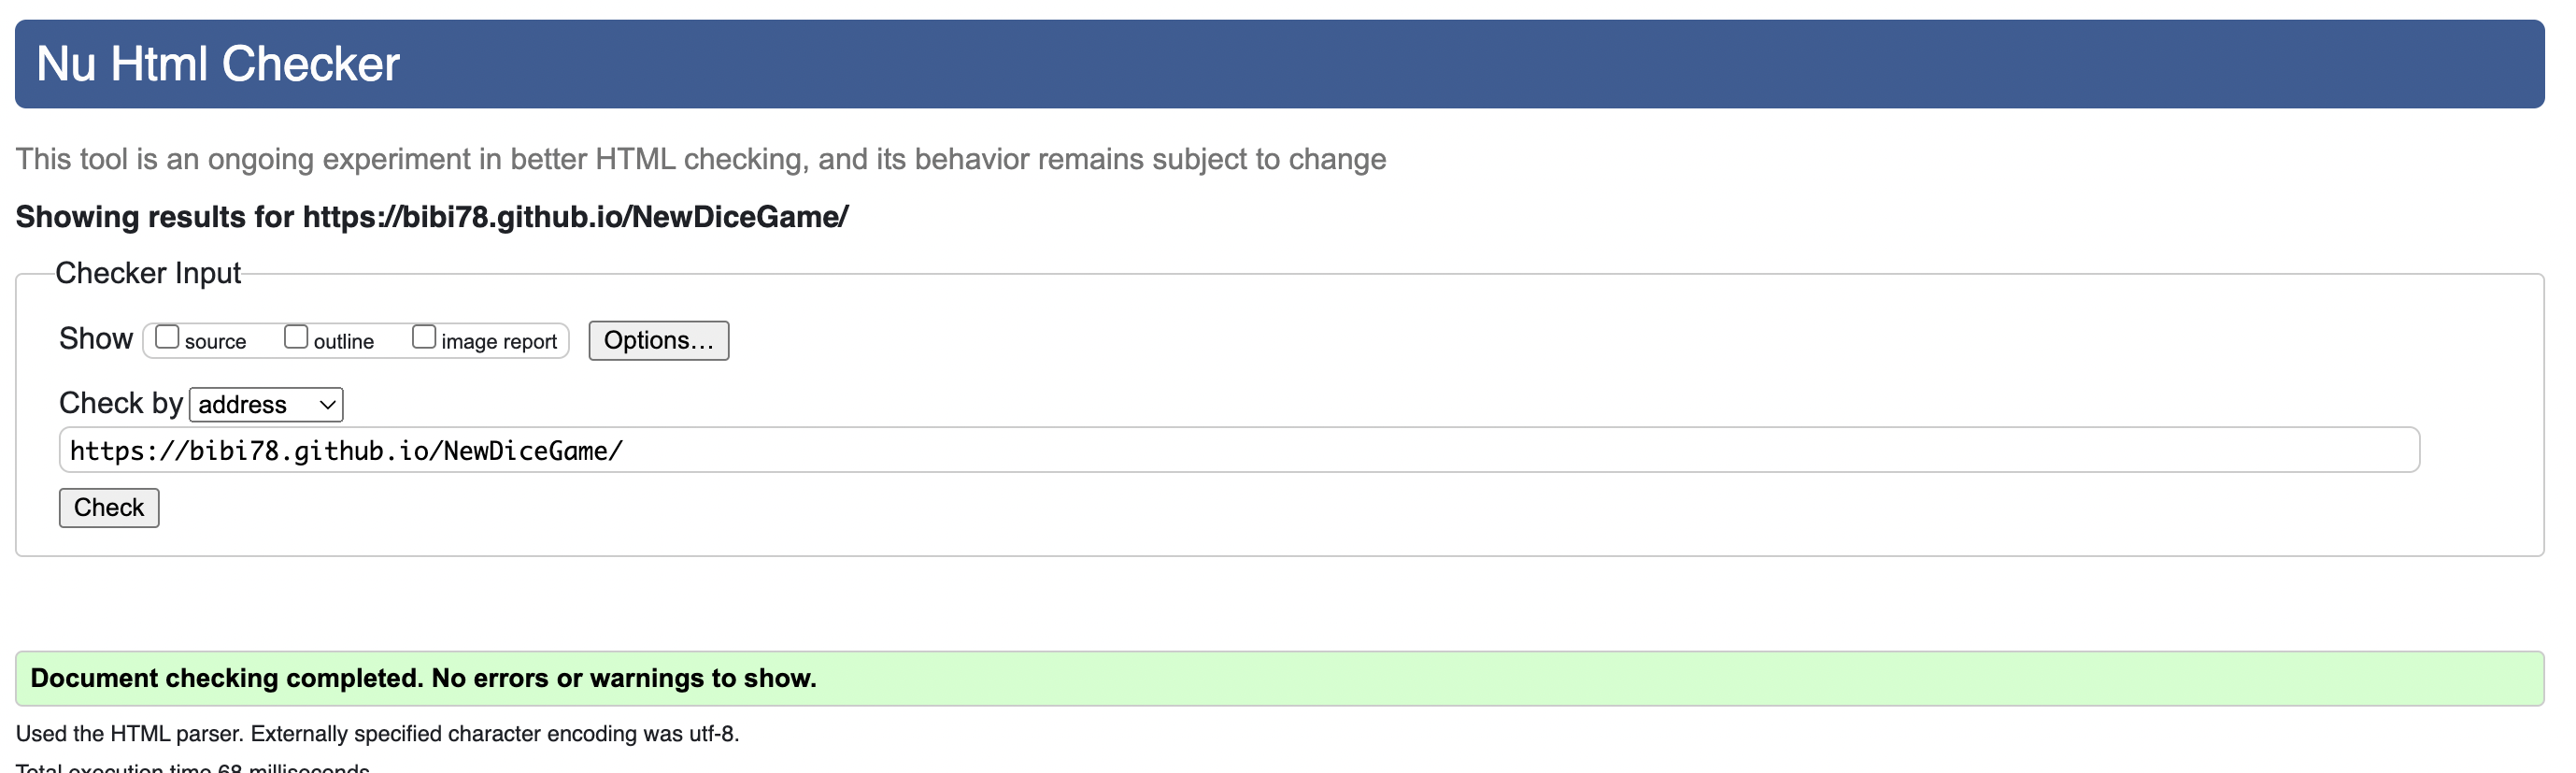 Nu Html Checker
This tool is an ongoing experiment in better HTML checking, and its behavior remains subject to change
Showing results for https://bibi78.github.io/NewDiceGame/
Checker Input
Show source outline image report Options…
Check by address
https://bibi78.github.io/NewDiceGame/
Check
Document checking completed. No errors or warnings to show.
Used the HTML parser. Externally specified character encoding was utf-8.
Total execution time 68 milliseconds.